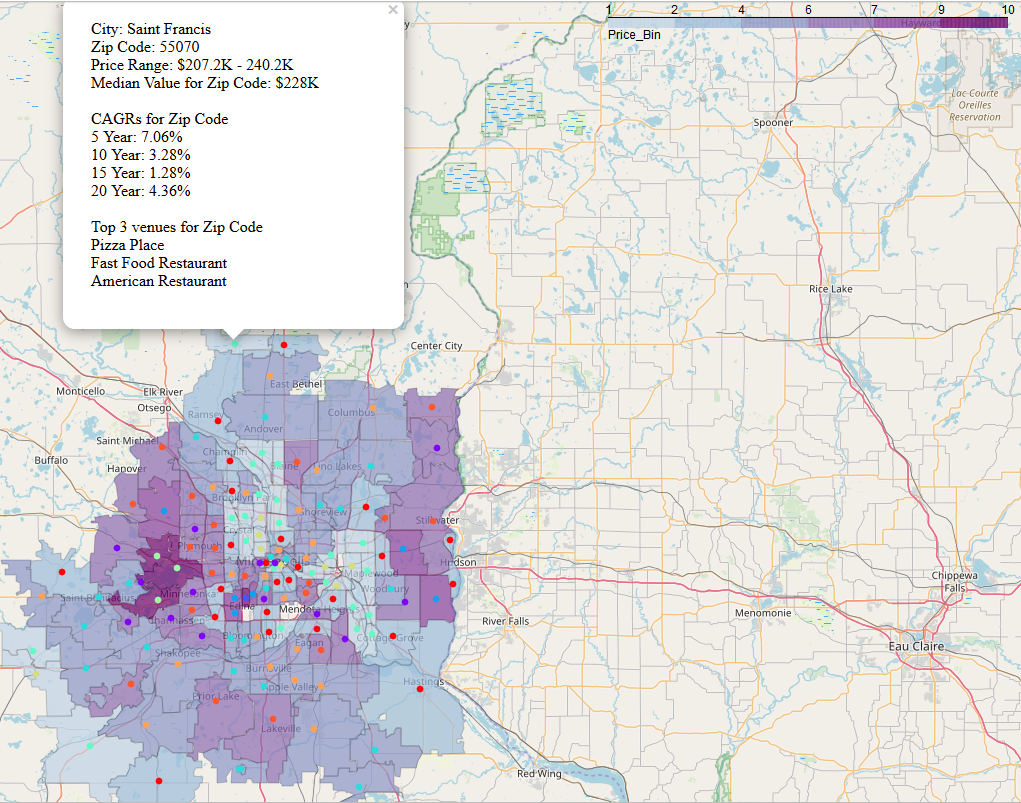 City: Saint Francis
Zip Code: 55070
Price Range: $207.2K - 240.2K
Median Value for Zip Code: $228K
CAGRs for Zip Code
5 Year: 7.06%
10 Year: 3.28%
15 Year: 1.28%
20 Year: 4.36%
Top 3 venues for Zip Code
Pizza Place
Fast Food Restaurant
American Restaurant
×
1 2 4 6 7 9 10
Hayward
Price_Bin
Lac-Courte
Oreilles
Reservation
Spooner
Rice Lake
Center City
East Bethel
Monticello
Elk River
Otsego
Ramsey
Columbus
Andover
Saint Michael
Champlin
Buffalo
Hanover
Blaine
Lino Lakes
Brooklyn Park
Shoreview
Crystal
Stillwater
Plymouth
Minneapolis
Hudson
Maplewood
Chippewa
Falls
Saint Bonifacius
Minnetonka
Woodbury
Edina
Mendota Heights
Menomonie
River Falls
Chanhassen
Bloomington
Eagan
Cottage Grove
Eau Claire
Shakopee
Burnsville
Hastings
Apple Valley
Prior Lake
Lakeville
Red Wing